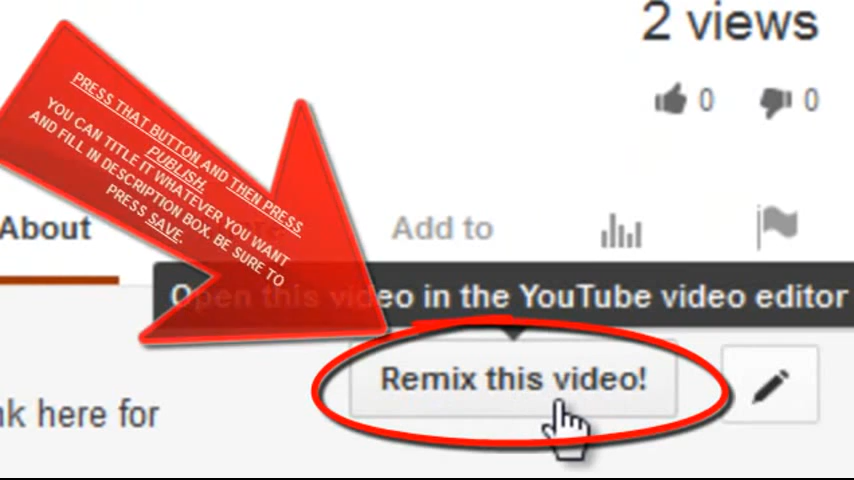 2 views
0 0
PRESS THAT BUTTON AND THEN PRESS
PUBLISH.
YOU CAN TITLE IT WHATEVER YOU WANT
AND FILL IN DESCRIPTION BOX. BE SURE TO
PRESS SAVE.
About Add to
Open this video in the YouTube video editor
Remix this video!
nk here for